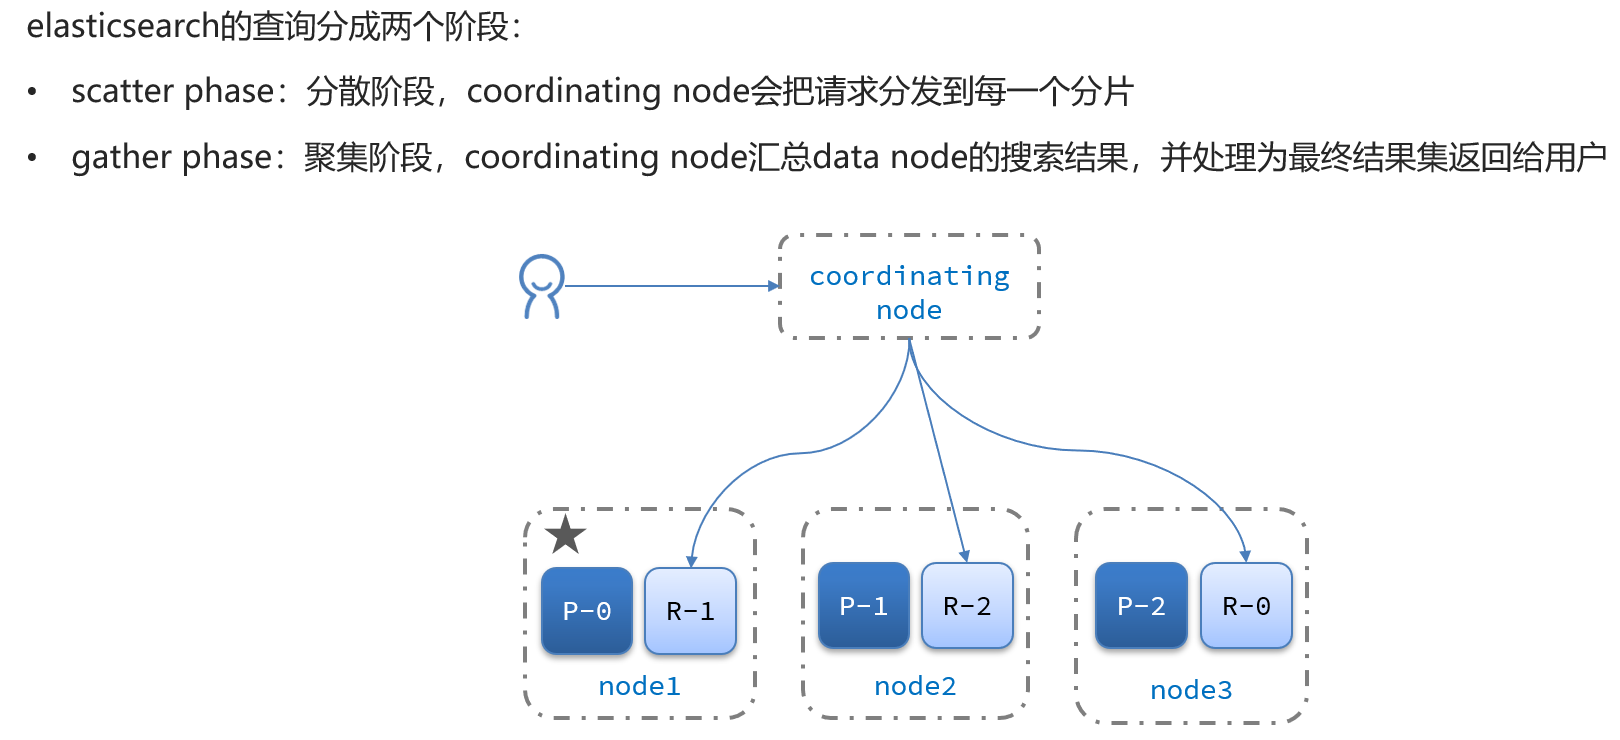 elasticsearch的查询分成两个阶段：
• scatter phase：分散阶段，coordinating node会把请求分发到每一个分片
• gather phase：聚集阶段，coordinating node汇总data node的搜索结果，并处理为最终结果集返回给用户
coordinating
node
P-0 R-1 P-1 R-2 P-2 R-0
node1 node2 node3